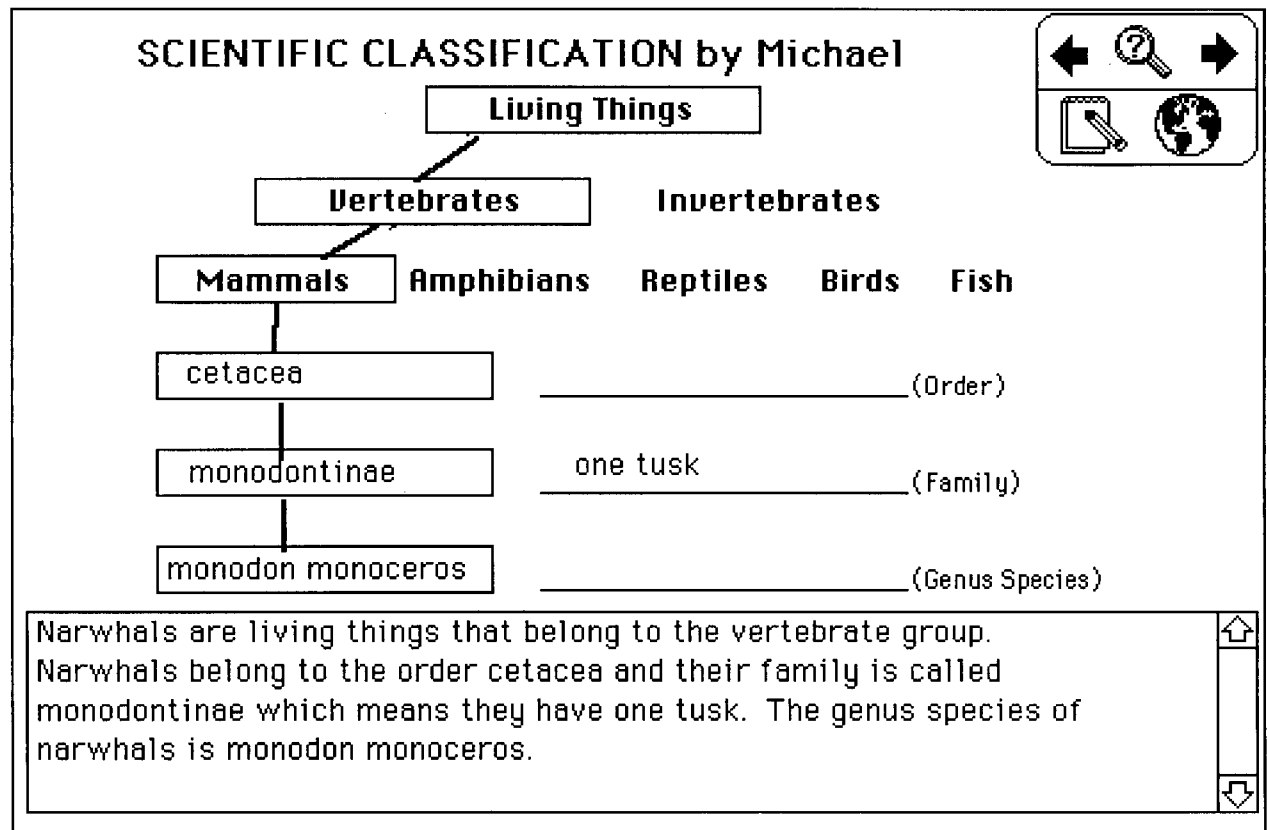 SCIENTIFIC CLASSIFICATION by Michael
Living Things
Vertebrates Invertebrates
Mammals Amphibians Reptiles Birds Fish
cetacea (Order)
monodontinae one tusk (Family)
monodon monoceros (Genus Species)
Narwhals are living things that belong to the vertebrate group.
Narwhals belong to the order cetacea and their family is called
monodontinae which means they have one tusk. The genus species of
narwhals is monodon monoceros.